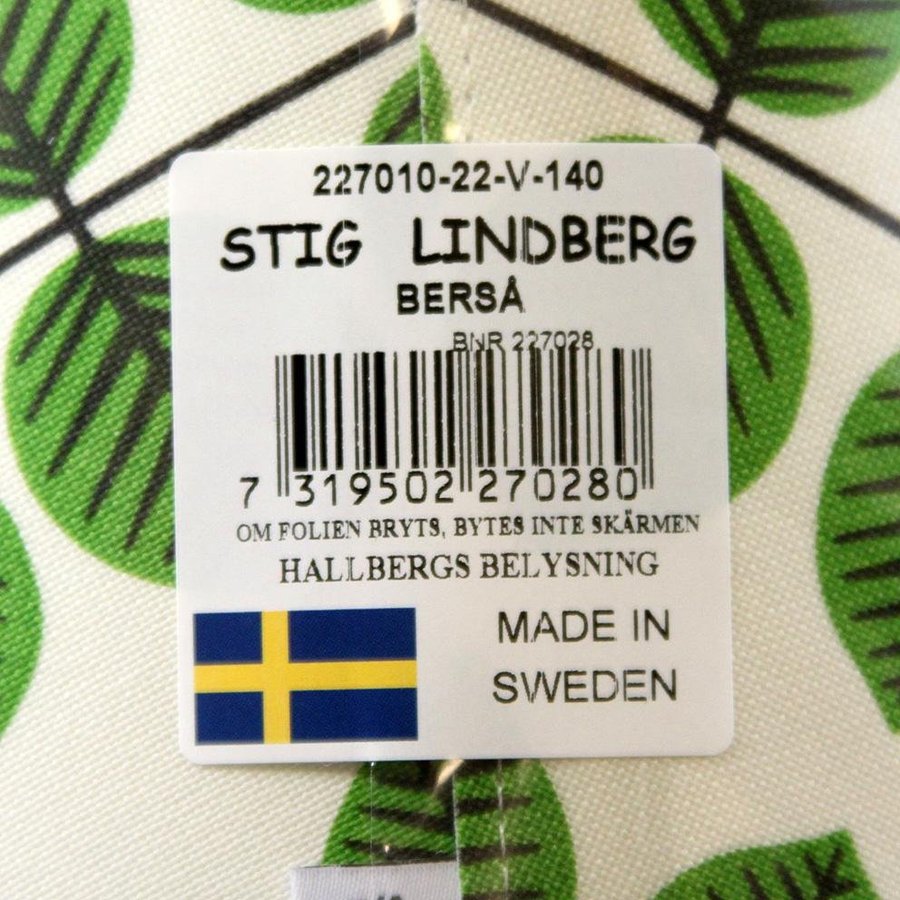 227010-22-V-140
STIG LINDBERG
BERSÅ
BNR 227028
7 319502 270280
OM FOLIEN BRYTS, BYTES INTE SKÄRMEN
HALLBERGS BELYSNING
MADE IN
SWEDEN